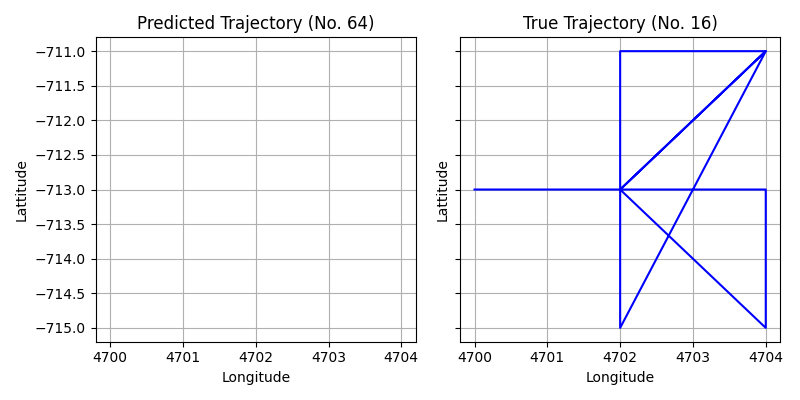 Predicted Trajectory (No. 64)
True Trajectory (No. 16)
Lattitude
−711.0
−711.5
−712.0
−712.5
−713.0
−713.5
−714.0
−714.5
−715.0
4700 4701 4702 4703 4704
Longitude
Lattitude
4700 4701 4702 4703 4704
Longitude